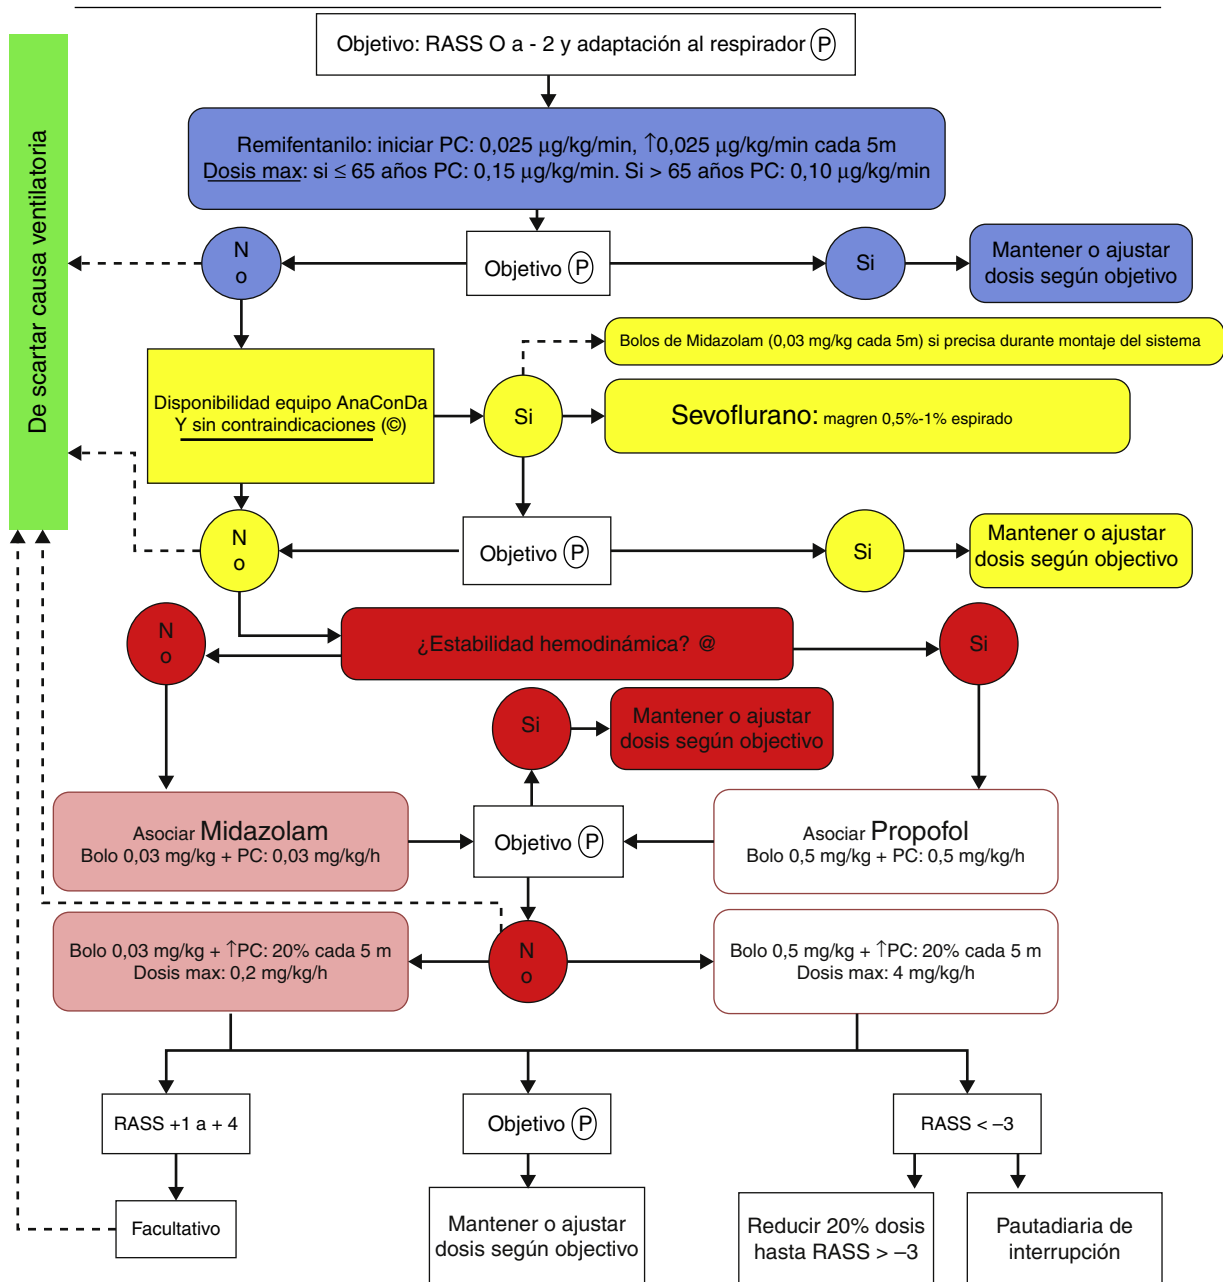 Objetivo: RASS O a - 2 y adaptación al respirador P
De scartar causa ventilatoria
Remifentanilo: iniciar PC: 0,025 µg/kg/min, ↑0,025 µg/kg/min cada 5m
Dosis max: si ≤ 65 años PC: 0,15 µg/kg/min. Si > 65 años PC: 0,10 µg/kg/min
N
o
Objetivo P
Si
Mantener o ajustar
dosis según objetivo
Bolos de Midazolam (0,03 mg/kg cada 5m) si precisa durante montaje del sistema
Disponibilidad equipo AnaConDa
Y sin contraindicaciones (©)
Si
Sevoflurano: magren 0,5%-1% espirado
N
o
Objetivo P
Si
Mantener o ajustar
dosis según objectivo
N
o
¿Estabilidad hemodinámica? @
Si
Si
Mantener o ajustar
dosis según objectivo
Asociar Midazolam
Bolo 0,03 mg/kg + PC: 0,03 mg/kg/h
Objetivo P
Asociar Propofol
Bolo 0,5 mg/kg + PC: 0,5 mg/kg/h
Bolo 0,03 mg/kg + ↑PC: 20% cada 5 m
Dosis max: 0,2 mg/kg/h
N
o
Bolo 0,5 mg/kg + ↑PC: 20% cada 5 m
Dosis max: 4 mg/kg/h
RASS +1 a + 4
Objetivo P
RASS < –3
Facultativo
Mantener o ajustar
dosis según objectivo
Reducir 20% dosis
hasta RASS > –3
Pautadiaria de
interrupción